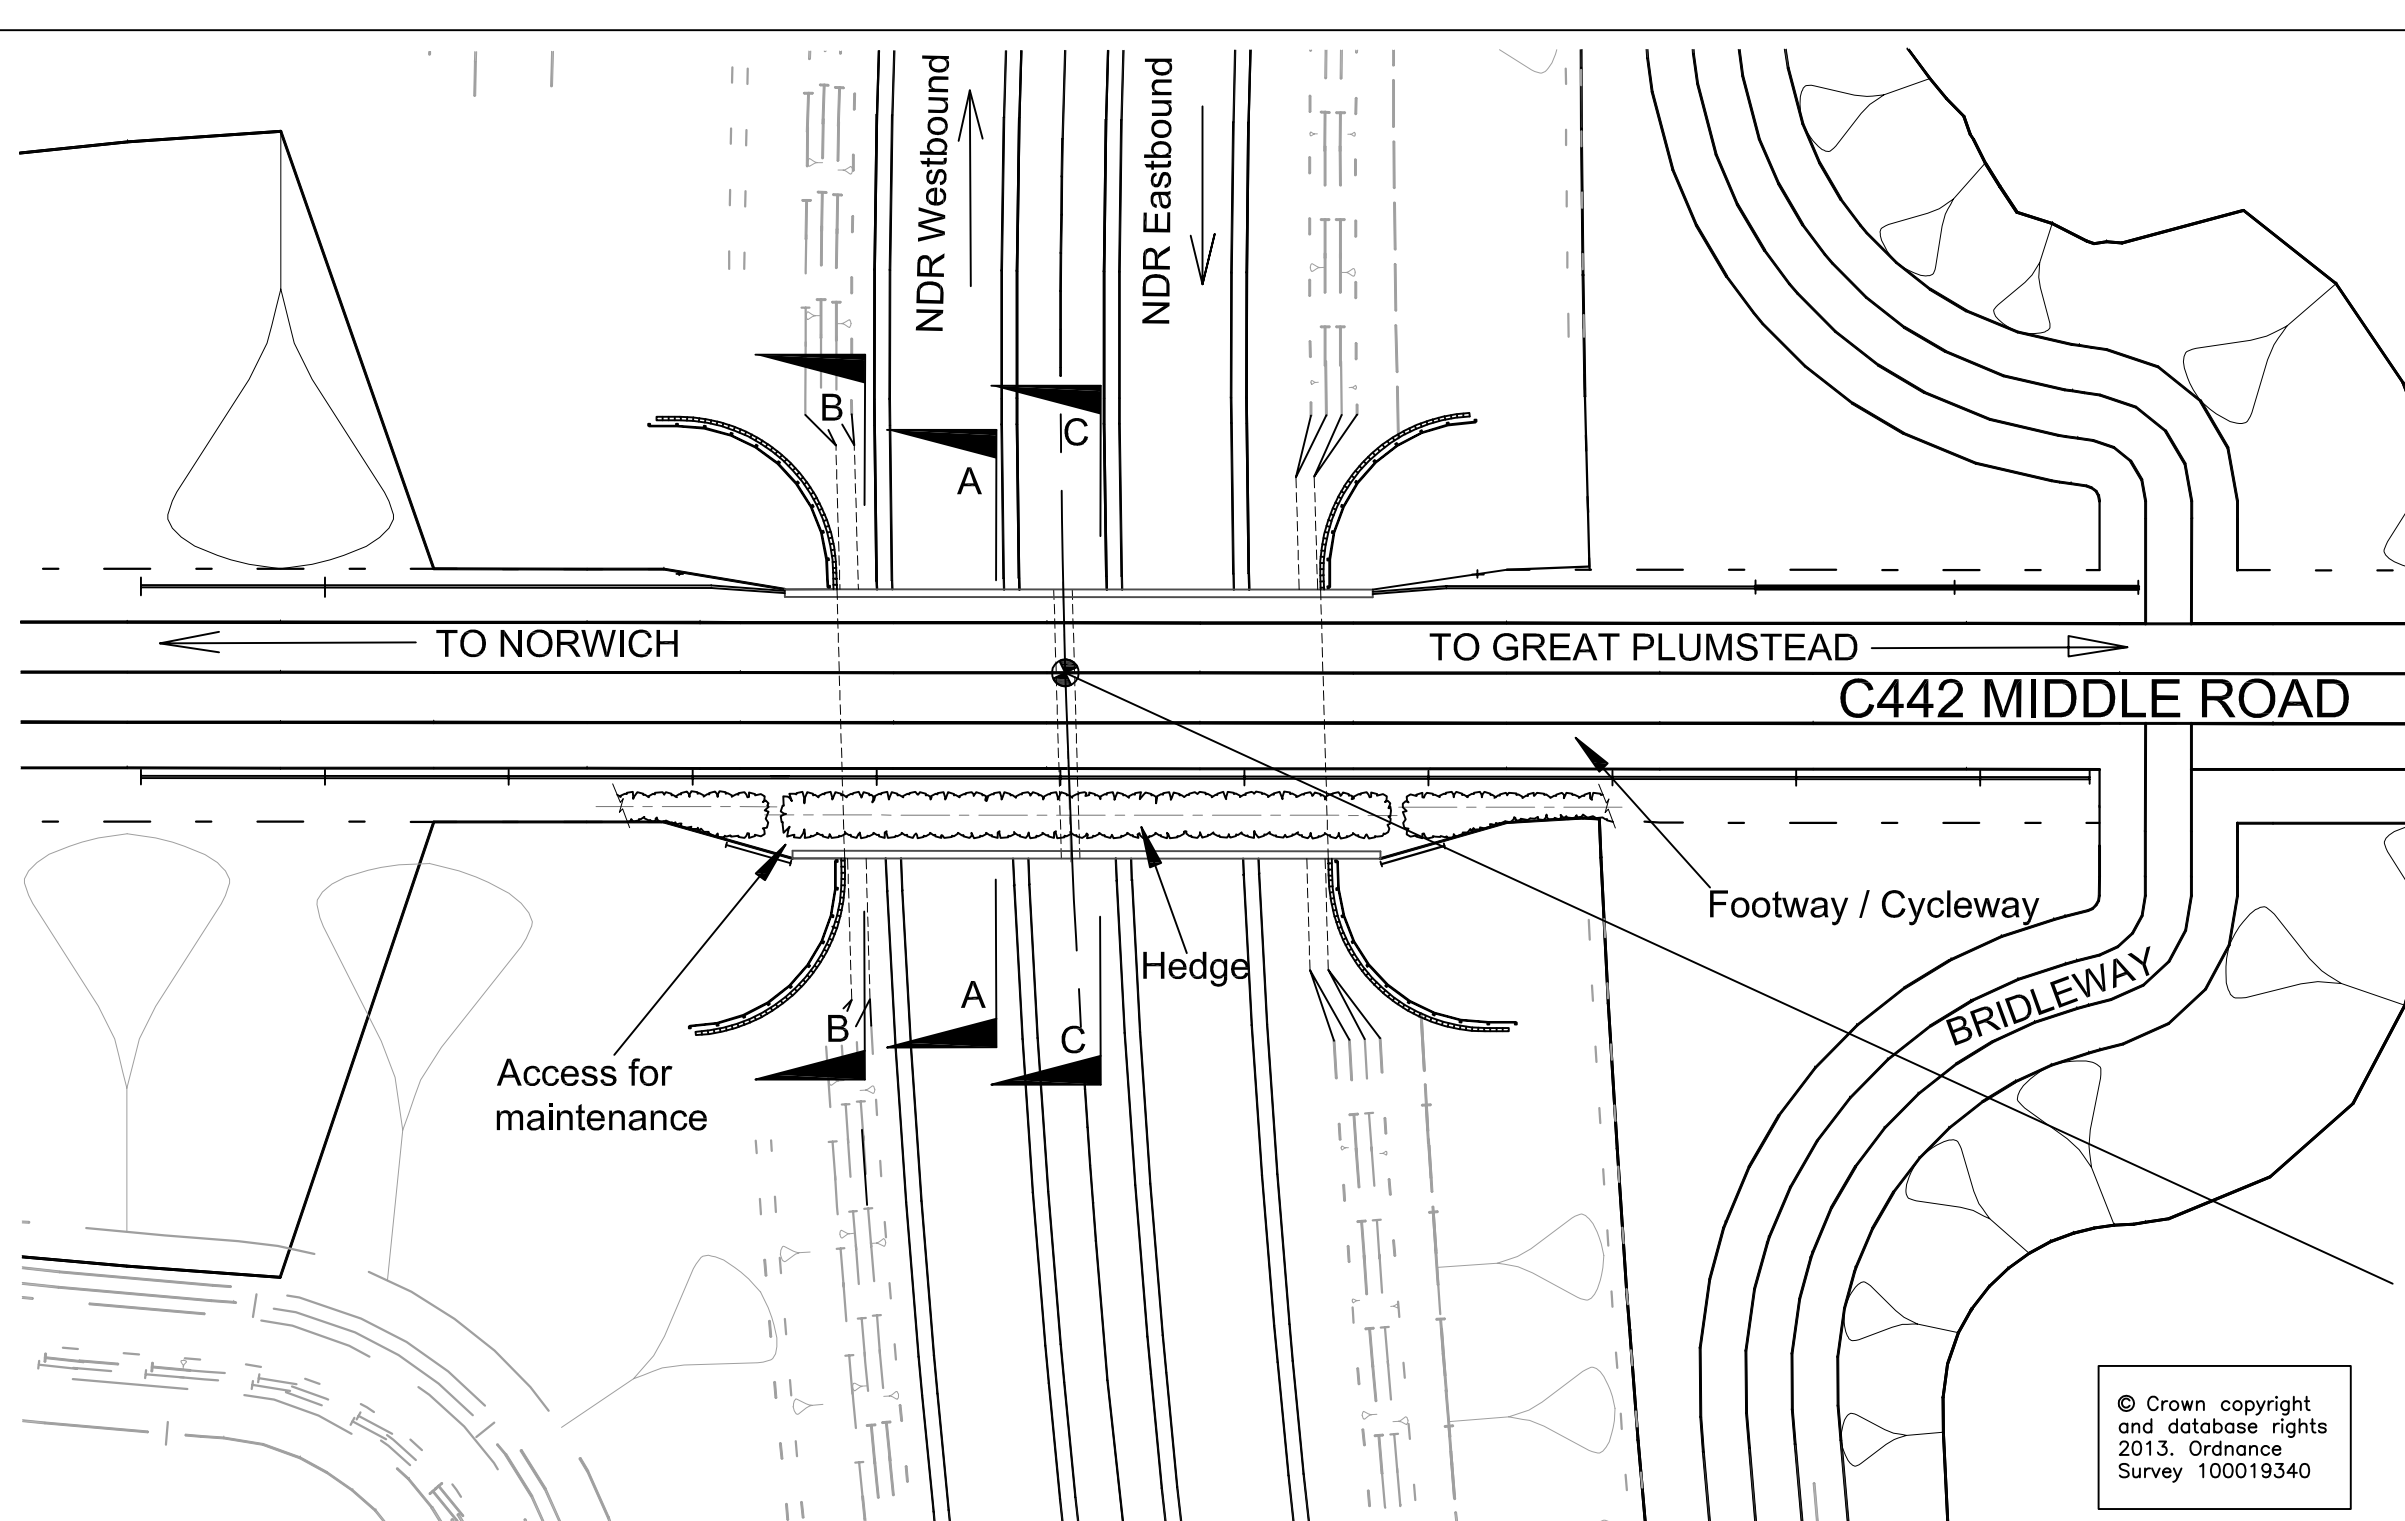 NDR Westbound
NDR Eastbound
B
C
A
TO NORWICH
TO GREAT PLUMSTEAD
C442 MIDDLE ROAD
Footway / Cycleway
Hedge
A
B
C
BRIDLEWAY
Access for
maintenance
© Crown copyright
and database rights
2013. Ordnance
Survey 100019340